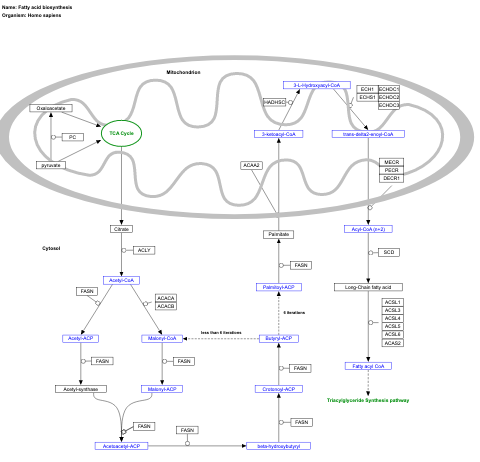 Name: Fatty acid biosynthesis
Organism: Homo sapiens
Mitochondrion
3-L-Hydroxyacyl-CoA
ECH1 ECHDC1
ECHS1 ECHDC2
ECHDC3
HADHSC
Oxaloacetate
TCA Cycle
PC
3-ketoacyl-CoA
trans-delta2-enoyl-CoA
pyruvate
ACAA2
MECR
PECR
DECR1
Citrate
Palmitate
Acyl-CoA (n+2)
Cytosol
ACLY
SCD
FASN
Acetyl-CoA
Palmitoyl-ACP
Long-Chain fatty acid
FASN
ACACA
ACACB
ACSL1
ACSL3
ACSL4
ACSL5
ACSL6
ACAS2
6 iterations
less than 6 iterations
Acetyl-ACP
Malonyl-CoA
Butyryl-ACP
FASN
FASN
FASN
Fatty acyl CoA
Acetyl-synthase
Malonyl-ACP
Crotonoyl-ACP
Triacylglyceride Synthesis pathway
FASN
FASN
FASN
Acetoacetyl-ACP
beta-hydroxybutyryl